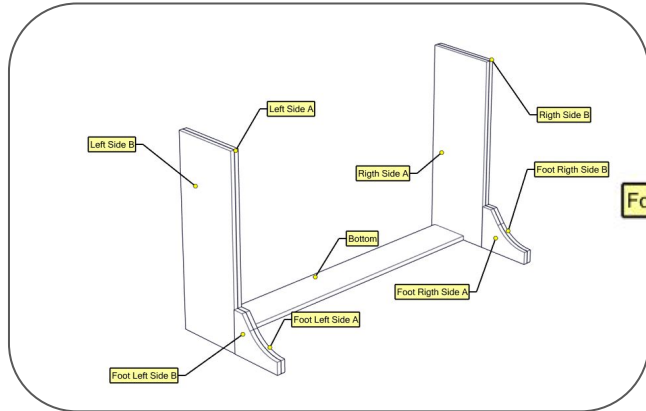 Left Side A
Rigth Side B
Left Side B
Foot Rigth Side B
Rigth Side A
Bottom
Foot Rigth Side A
Foot Left Side A
Foot Left Side B